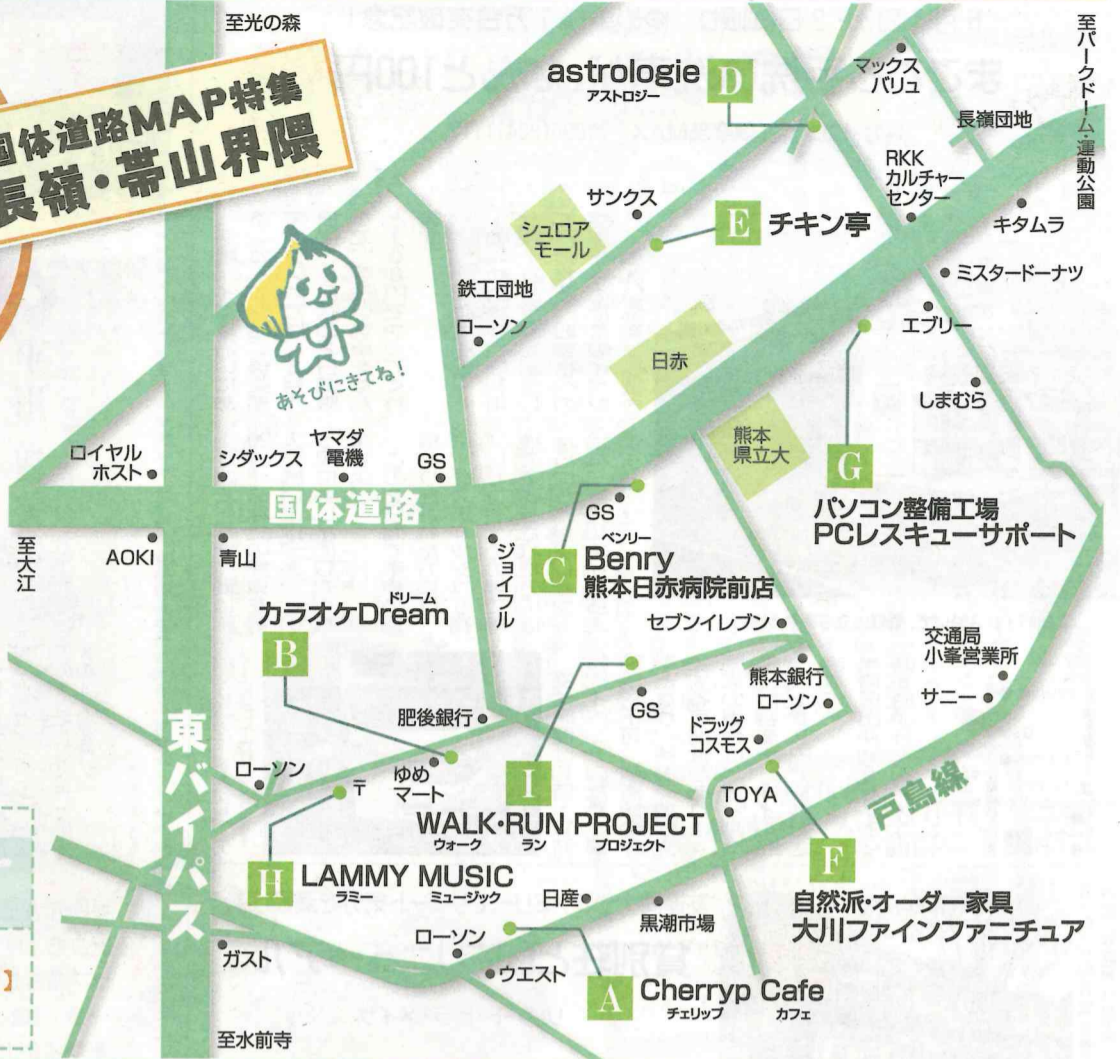 至光の森
国体道路MAP特集
長嶺・帯山界隈
astrologie
アストロジー
D
マックス
バリュ
至パークドーム・運動公園
長嶺団地
RKK
カルチャー
センター
キタムラ
サンクス
シュロア
モール
E
チキン亭
ミスタードーナツ
エブリー
鉄工団地
ローソン
日赤
しまむら
あそびにきてね!
ロイヤル
ホスト
シダックス
ヤマダ
電機
GS
熊本
県立大
G
パソコン整備工場
PCレスキューサポート
国体道路
GS
至大江
AOKI
青山
ジョイフル
C
ベンリー
Benry
熊本日赤病院前店
ドリーム
カラオケDream
B
セブンイレブン
交通局
小峯営業所
熊本銀行
ローソン
サニー
GS
肥後銀行
ドラッグ
コスモス
東バイパス
ローソン
〒
ゆめ
マート
I
WALK・RUN PROJECT
ウォーク ラン プロジェクト
TOYA
戸島線
F
自然派・オーダー家具
大川ファインファニチュア
H
LAMMY MUSIC
ラミー ミュージック
日産
黒潮市場
ローソン
ウエスト
ガスト
A
Cherryp Cafe
チェリップ カフェ
至水前寺
】